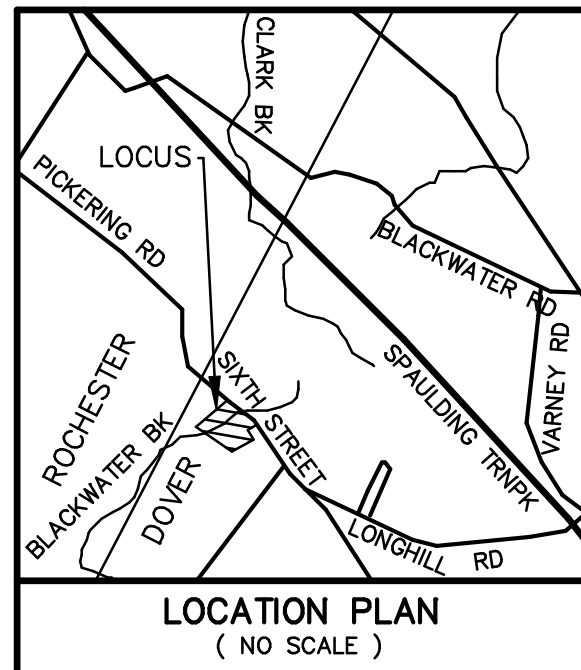 CLARK BK
LOCUS
PICKERING RD
BLACKWATER RD
VARNEY RD
SPAULDING TRNPK
SIXTH STREET
ROCHESTER
BLACKWATER BK
DOVER
LONGHILL RD
LOCATION PLAN
( NO SCALE )